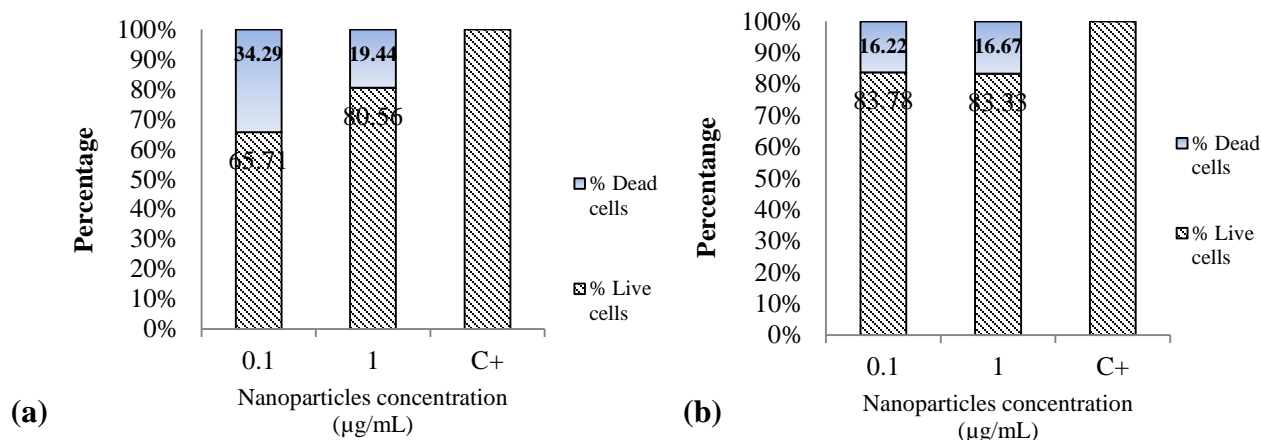 100%
90%
80%
70%
60%
50%
40%
30%
20%
10%
0%
Percentage
34.29
19.44
65.71
80.56
0.1
1
C+
Nanoparticles concentration
(µg/mL)
% Dead
cells
% Live
cells
(a)
100%
90%
80%
70%
60%
50%
40%
30%
20%
10%
0%
Percentange
16.22
16.67
83.78
83.33
0.1
1
C+
Nanoparticles concentration
(µg/mL)
% Dead
cells
% Live
cells
(b)